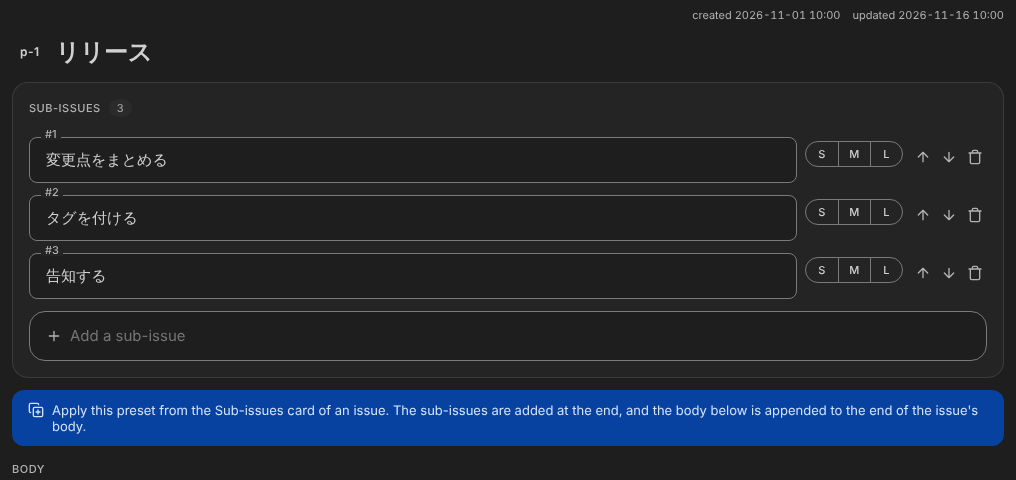 created 2026-11-01 10:00 updated 2026-11-16 10:00
p-1 リリース
SUB-ISSUES 3
#1
変更点をまとめる S M L
#2
タグを付ける S M L
#3
告知する S M L
+ Add a sub-issue
Apply this preset from the Sub-issues card of an issue. The sub-issues are added at the end, and the body below is appended to the end of the issue's
body.
BODY